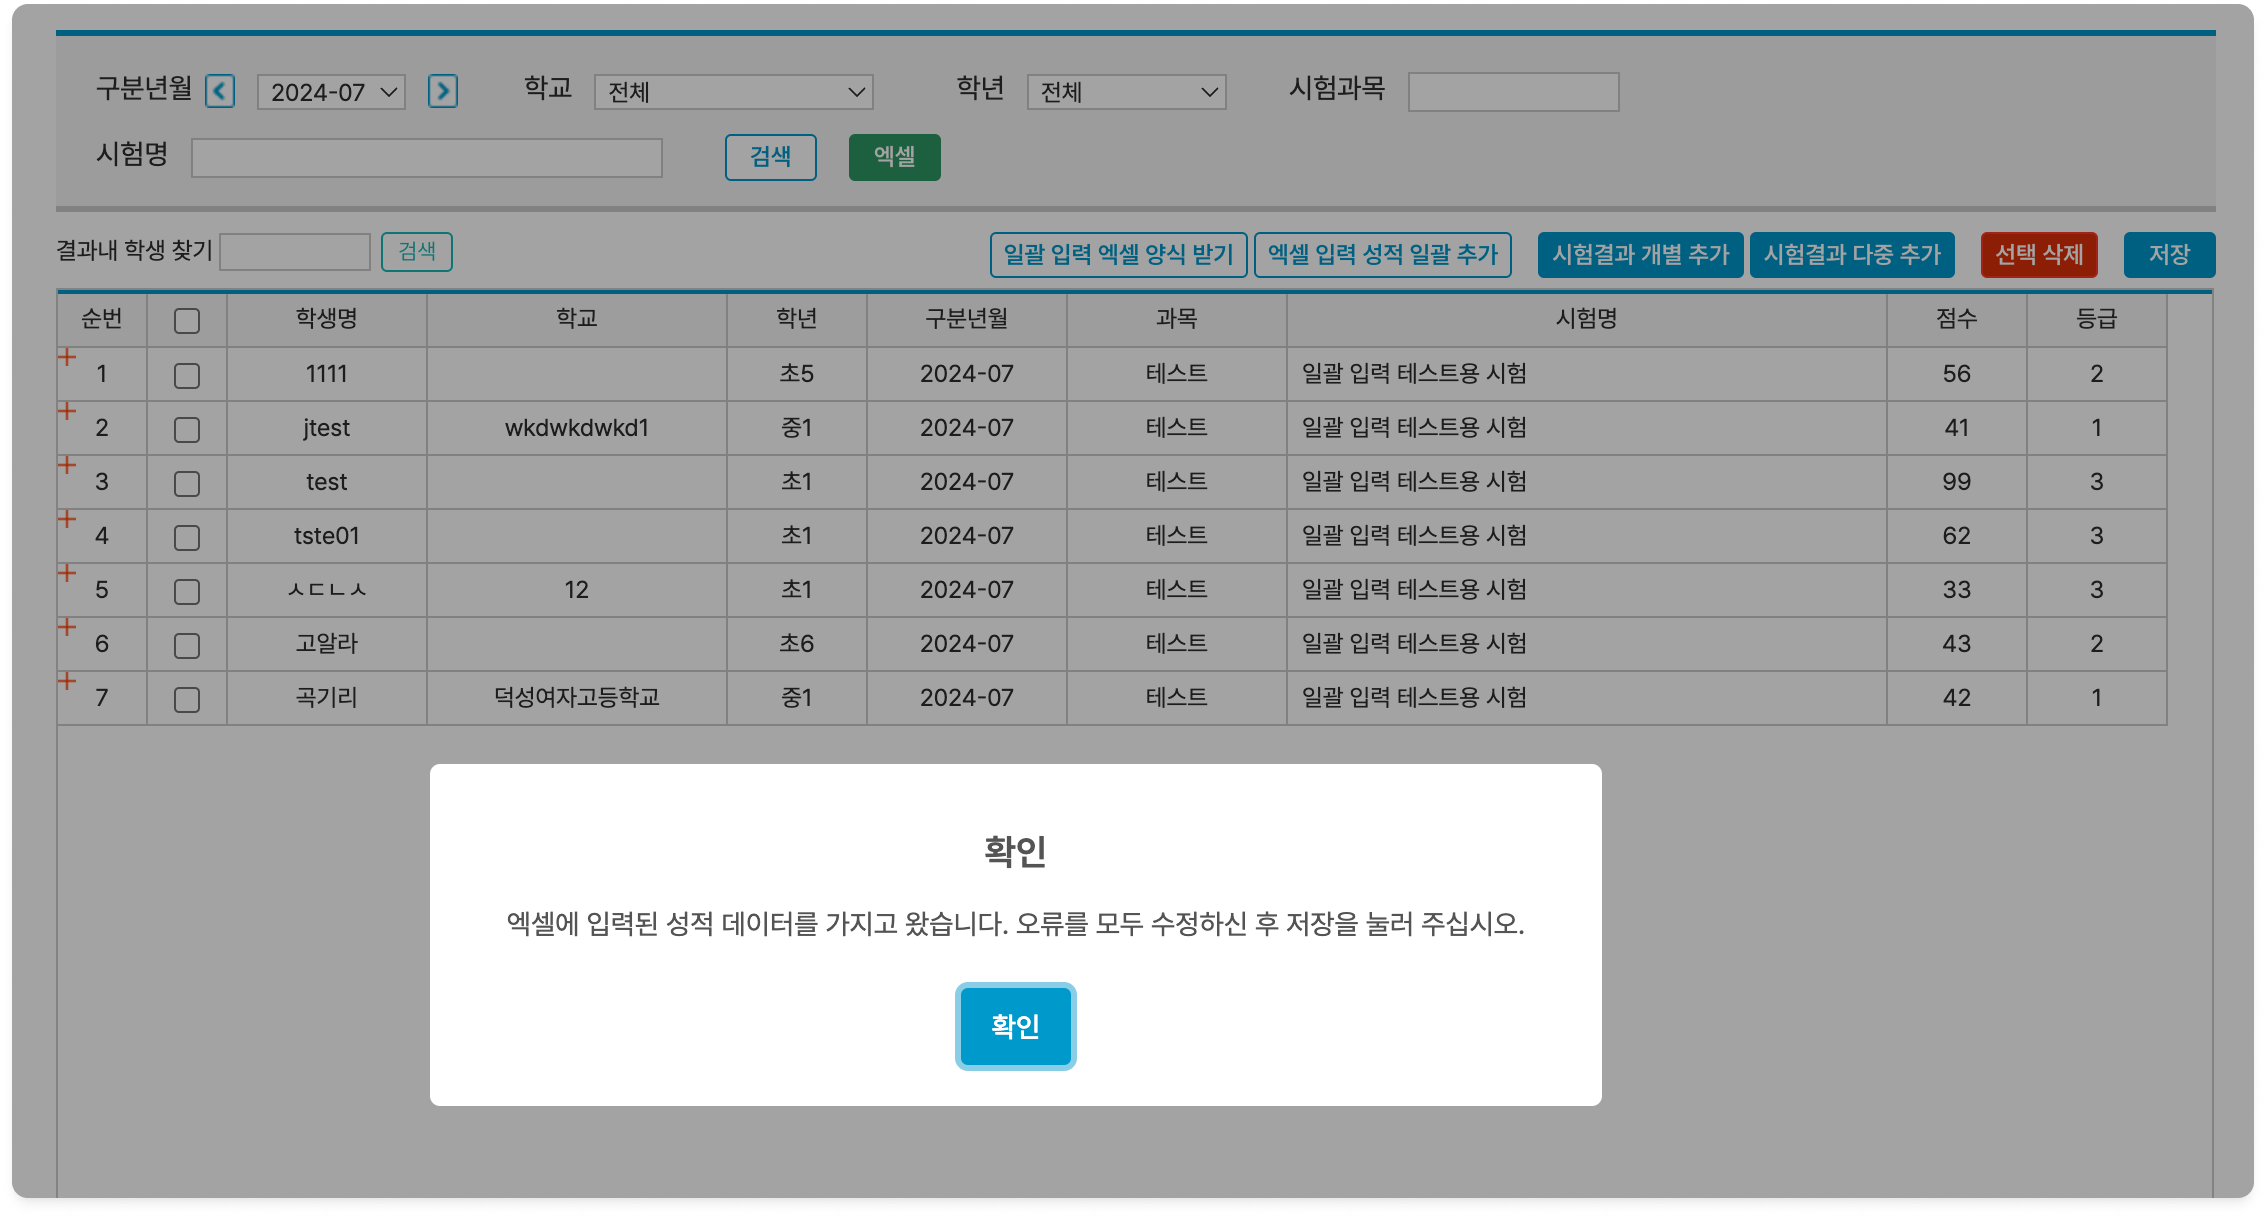 구분년월 2024-07 학교 전체 학년 전체 시험과목
시험명 검색 엑셀
결과내 학생 찾기 검색 일괄 입력 엑셀 양식 받기 엑셀 입력 성적 일괄 추가 시험결과 개별 추가 시험결과 다중 추가 선택 삭제 저장
순번 학생명 학교 학년 구분년월 과목 시험명 점수 등급
1 1111 초5 2024-07 테스트 일괄 입력 테스트용 시험 56 2
2 jtest wkdwkdwkd1 중1 2024-07 테스트 일괄 입력 테스트용 시험 41 1
3 test 초1 2024-07 테스트 일괄 입력 테스트용 시험 99 3
4 tste01 초1 2024-07 테스트 일괄 입력 테스트용 시험 62 3
5 ㅅㄷㄴㅅ 12 초1 2024-07 테스트 일괄 입력 테스트용 시험 33 3
6 고알라 초6 2024-07 테스트 일괄 입력 테스트용 시험 43 2
7 곡기리 덕성여자고등학교 중1 2024-07 테스트 일괄 입력 테스트용 시험 42 1
확인
엑셀에 입력된 성적 데이터를 가지고 왔습니다. 오류를 모두 수정하신 후 저장을 눌러 주십시오.
확인